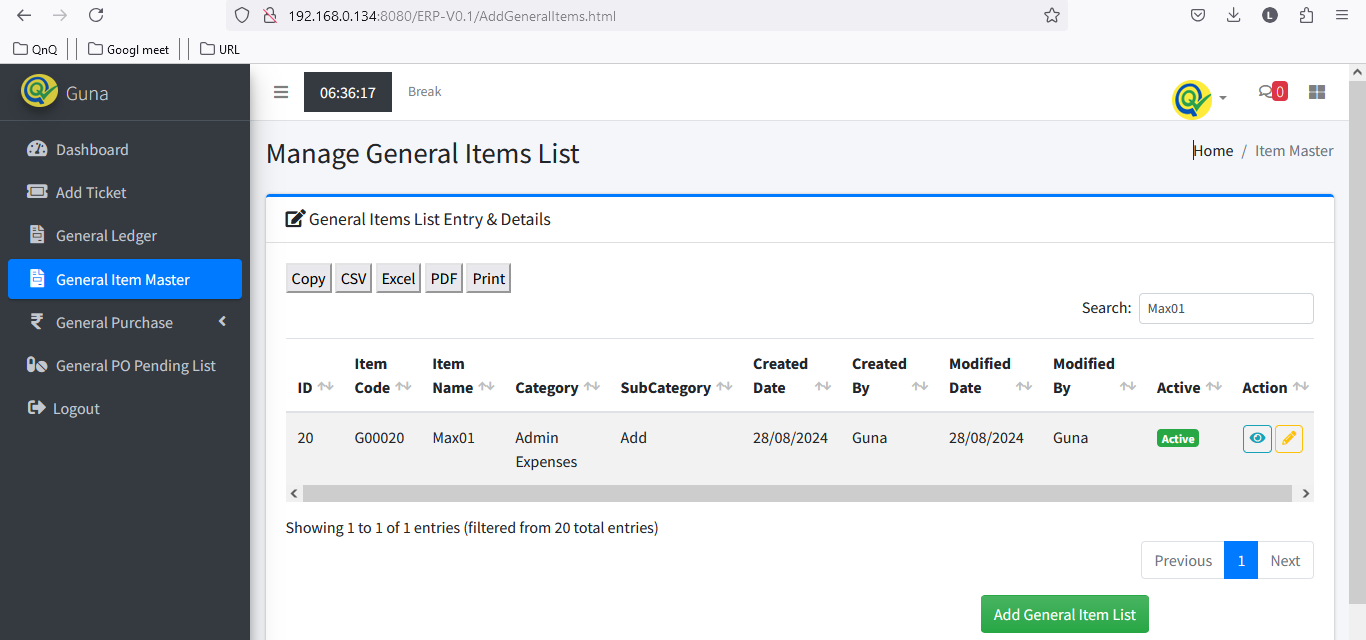 192.168.0.134:8080/ERP-V0.1/AddGeneralItems.html
L
QnQ
Googl meet
URL
Guna
06:36:17
Break
0
Dashboard
Add Ticket
General Ledger
General Item Master
General Purchase
General PO Pending List
Logout
Manage General Items List
Home / Item Master
General Items List Entry & Details
Copy CSV Excel PDF Print
Search: Max01
ID Item Code Item Name Category SubCategory Created Date Created By Modified Date Modified By Active Action
20 G00020 Max01 Admin Expenses Add 28/08/2024 Guna 28/08/2024 Guna Active
Showing 1 to 1 of 1 entries (filtered from 20 total entries)
Previous 1 Next
Add General Item List